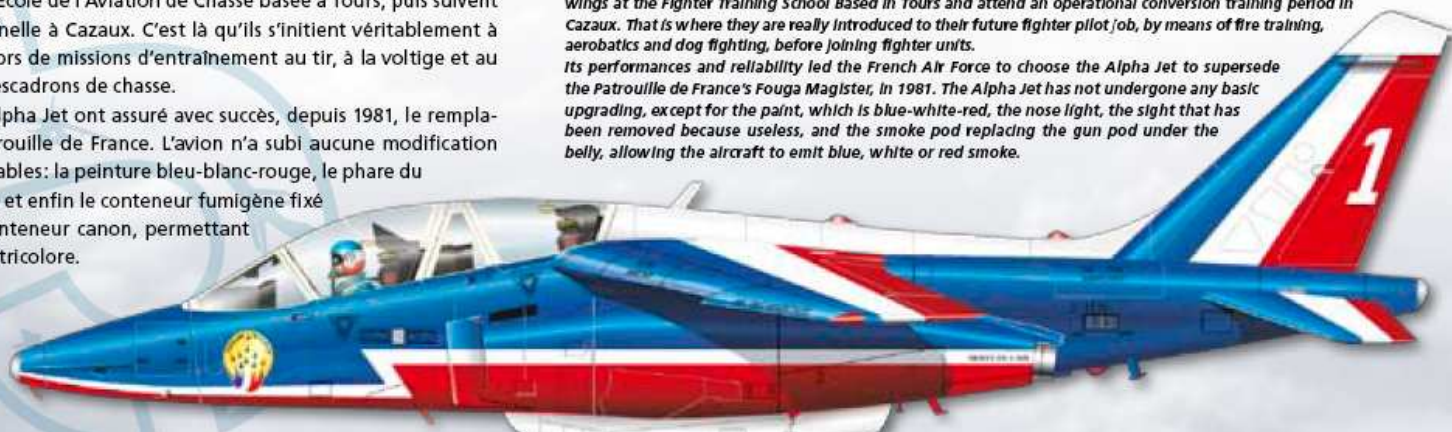 École de l'Aviation de Chasse basée à Tours, puis suivent
nelle à Cazaux. C'est là qu'ils s'initient véritablement à
ors de missions d'entraînement au tir, à la voltige et au
escadrons de chasse.
lpha Jet ont assuré avec succès, depuis 1981, le rempla-
rouille de France. L'avion n'a subi aucune modification
ables: la peinture bleu-blanc-rouge, le phare du
et enfin le conteneur fumigène fixé
nteneur canon, permettant
tricolore.
wings at the Fighter Training School Based in Tours and attend an operational conversion training period in
Cazaux. That is where they are really introduced to their future fighter pilot job, by means of fire training,
aerobatics and dog fighting, before joining fighter units.
Its performances and reliability led the French Air Force to choose the Alpha Jet to supersede
the Patrouille de France's Fouga Magister, in 1981. The Alpha Jet has not undergone any basic
upgrading, except for the paint, which is blue-white-red, the nose light, the sight that has
been removed because useless, and the smoke pod replacing the gun pod under the
belly, allowing the aircraft to emit blue, white or red smoke.
1